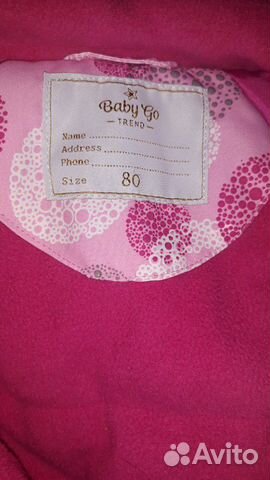 Baby Go
TREND
Name
Address
Phone
Size 80
Avito